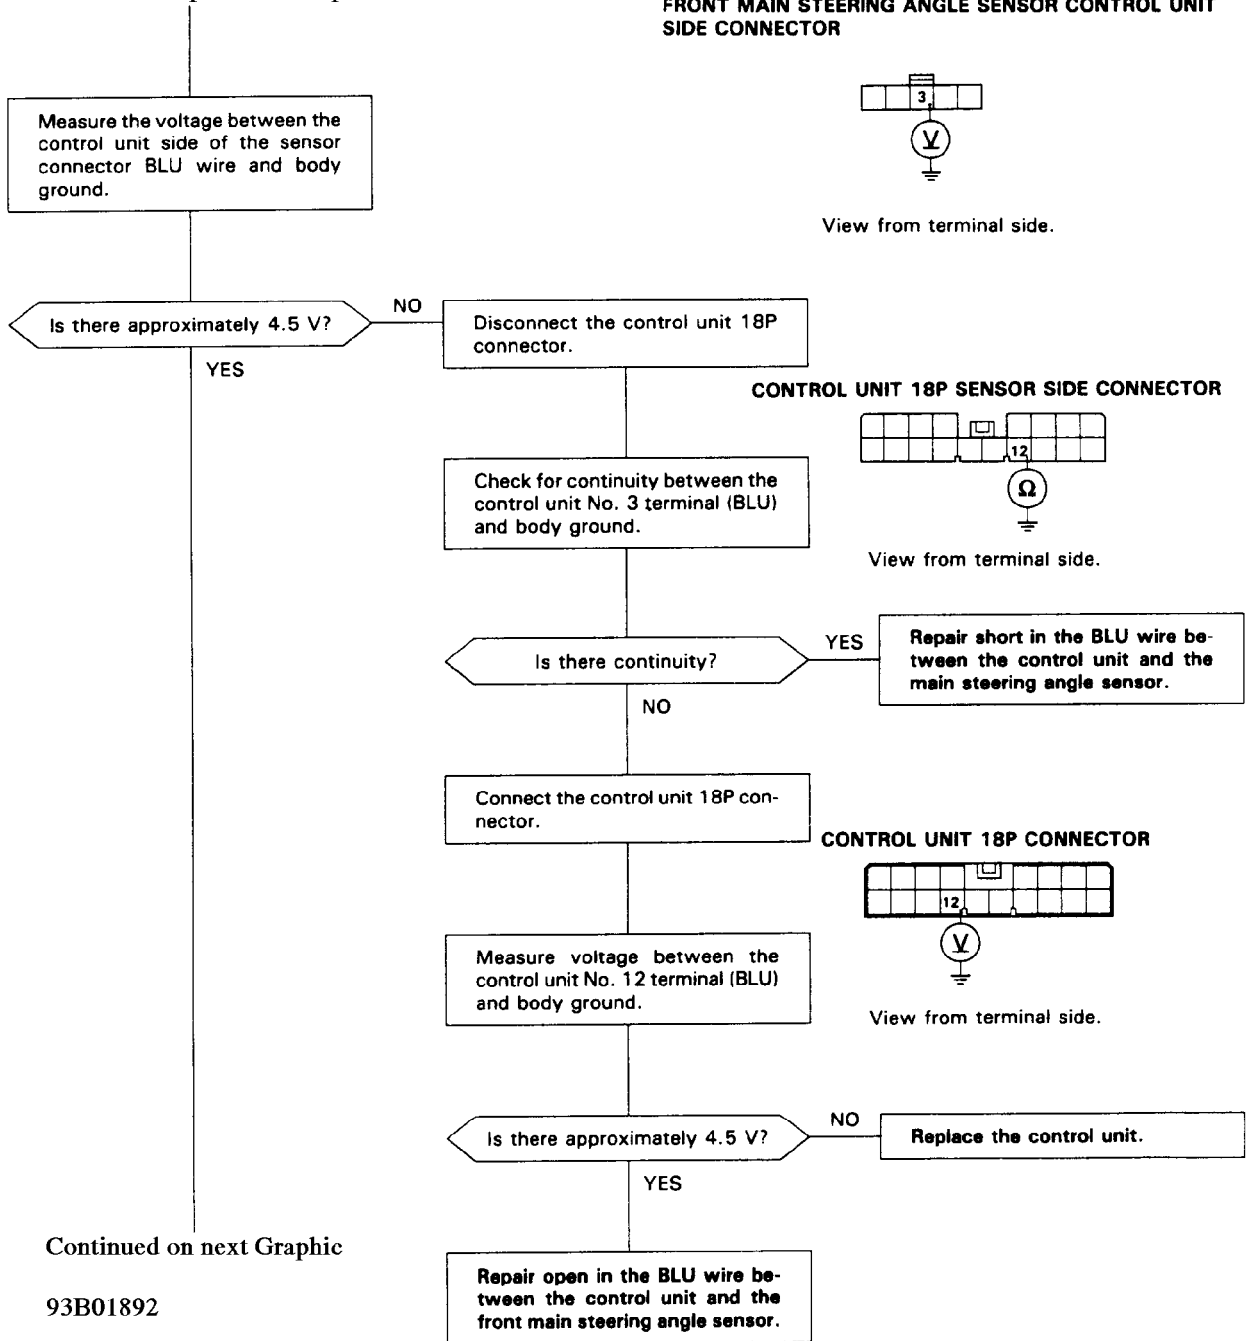 FRONT MAIN STEERING ANGLE SENSOR CONTROL UNIT
SIDE CONNECTOR
3
Measure the voltage between the
control unit side of the sensor
connector BLU wire and body
ground.
V
View from terminal side.
Is there approximately 4.5 V?
NO
YES
Disconnect the control unit 18P
connector.
CONTROL UNIT 18P SENSOR SIDE CONNECTOR
12
Ω
Check for continuity between the
control unit No. 3 terminal (BLU)
and body ground.
View from terminal side.
Is there continuity?
YES
NO
Repair short in the BLU wire be-
tween the control unit and the
main steering angle sensor.
Connect the control unit 18P con-
nector.
CONTROL UNIT 18P CONNECTOR
12
V
Measure voltage between the
control unit No. 12 terminal (BLU)
and body ground.
View from terminal side.
Is there approximately 4.5 V?
NO
YES
Replace the control unit.
Continued on next Graphic
Repair open in the BLU wire be-
tween the control unit and the
front main steering angle sensor.
93B01892